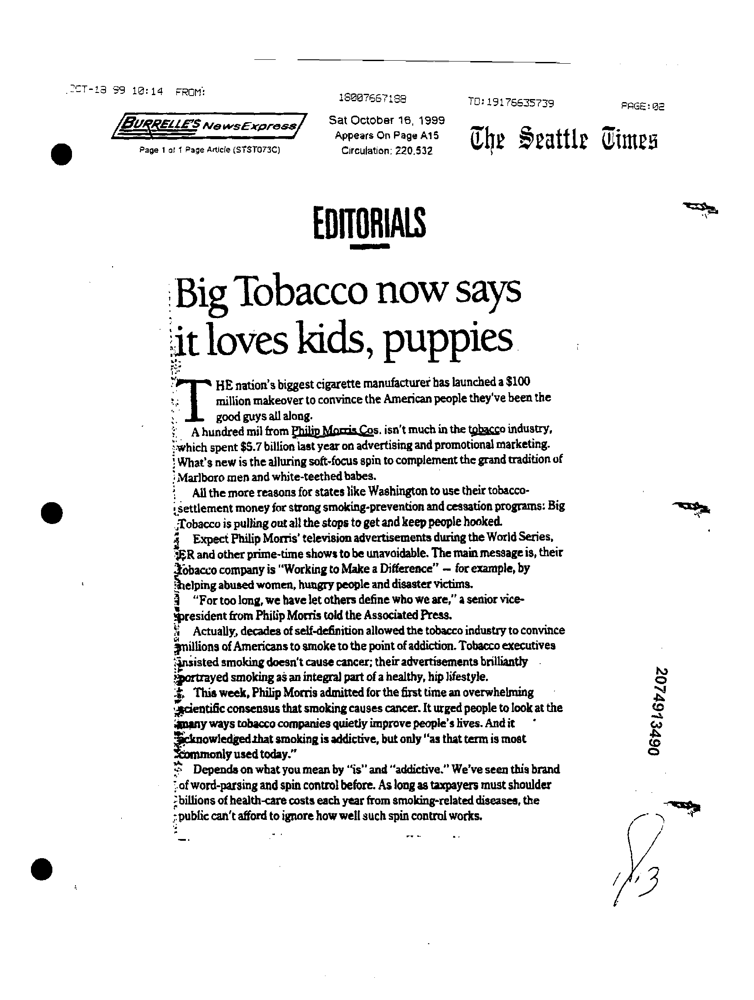 OCT-18 99 10:14 FROM:
18007667188
TO:19176635739
PAGE:02
BURRELLE'S NewsExpress
Page 1 of 1 Page Article (STST073C)
Sat October 16, 1999
Appears On Page A15
Circulation: 220,532
The Seattle Times
EDITORIALS
Big Tobacco now says
it loves kids, puppies
THE nation's biggest cigarette manufacturer has launched a $100
million makeover to convince the American people they've been the
good guys all along.
A hundred mil from Philip Morris Cos. isn't much in the tobacco industry,
which spent $5.7 billion last year on advertising and promotional marketing.
What's new is the alluring soft-focus spin to complement the grand tradition of
Marlboro men and white-teethed babes.
All the more reasons for states like Washington to use their tobacco-
settlement money for strong smoking-prevention and cessation programs: Big
Tobacco is pulling out all the stops to get and keep people hooked.
Expect Philip Morris' television advertisements during the World Series,
ER and other prime-time shows to be unavoidable. The main message is, their
tobacco company is "Working to Make a Difference" – for example, by
helping abused women, hungry people and disaster victims.
"For too long, we have let others define who we are," a senior vice-
president from Philip Morris told the Associated Press.
Actually, decades of self-definition allowed the tobacco industry to convince
millions of Americans to smoke to the point of addiction. Tobacco executives
insisted smoking doesn't cause cancer; their advertisements brilliantly
portrayed smoking as an integral part of a healthy, hip lifestyle.
This week, Philip Morris admitted for the first time an overwhelming
scientific consensus that smoking causes cancer. It urged people to look at the
many ways tobacco companies quietly improve people's lives. And it
acknowledged that smoking is addictive, but only "as that term is most
commonly used today."
Depends on what you mean by "is" and "addictive." We've seen this brand
of word-parsing and spin control before. As long as taxpayers must shoulder
billions of health-care costs each year from smoking-related diseases, the
public can't afford to ignore how well such spin control works.
2074913490